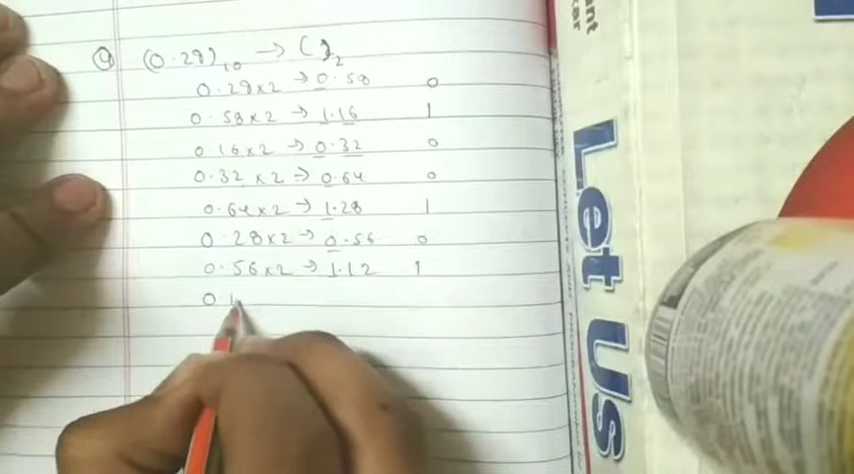 ④ (0.29)₁₀ → ( )₂
0.29×2 → 0.58 0
0.58×2 → 1.16 1
0.16×2 → 0.32 0
0.32×2 → 0.64 0
0.64×2 → 1.28 1
0.28×2 → 0.56 0
0.56×2 → 1.12 1
0.1
Let Us